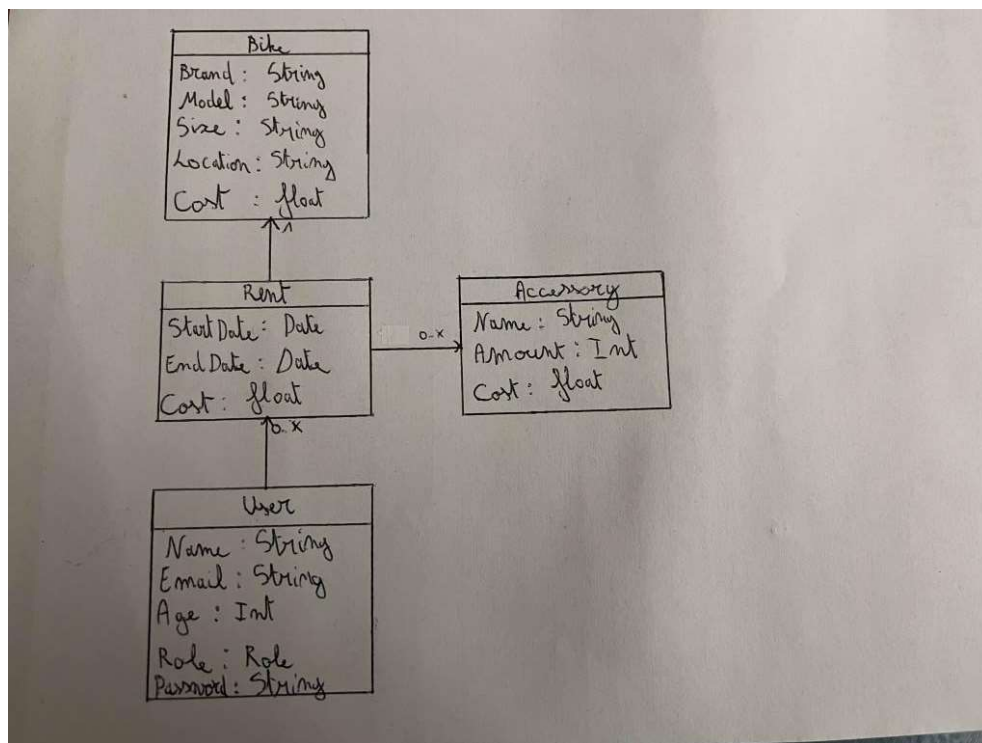 Bike
Brand : String
Model : String
Size : String
Location : String
Cost : float
1
Rent
StartDate : Date
EndDate : Date
Cost : float
0..x
Accessory
Name : String
Amount : Int
Cost : float
0..x
User
Name : String
Email : String
Age : Int
Role : Role
Password : String